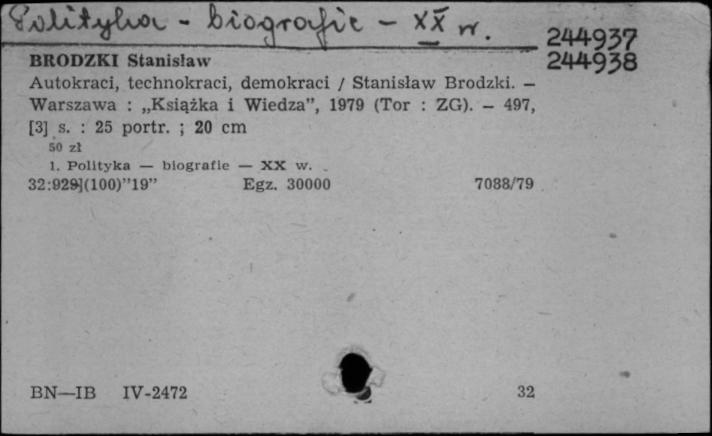 Polityka - biografie - XX w.
244937
BRODZKI Stanisław
244938
Autokraci, technokraci, demokraci / Stanisław Brodzki. —
Warszawa : „Książka i Wiedza”, 1979 (Tor : ZG). — 497,
[3] s. : 25 portr. ; 20 cm
50 zł
1. Polityka — biografie — XX w.
32:929](100)”19” Egz. 30000 7088/79
BN—IB IV-2472 32